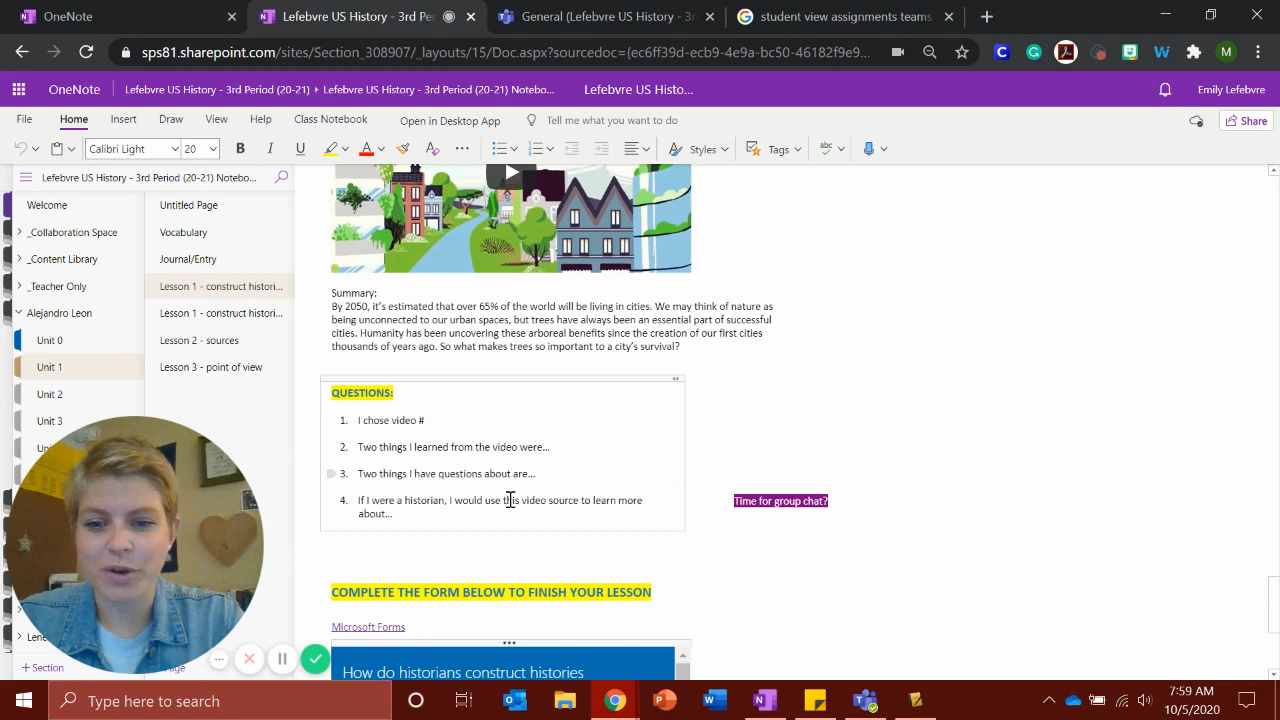 OneNote
Lefebvre US History - 3rd Pe
General (Lefebvre US History - 3r
student view assignments teams
sps81.sharepoint.com/sites/Section_308907/_layouts/15/Doc.aspx?sourcedoc={ec6ff39d-ecb9-4e9a-bc50-46182f9e9...
M
OneNote
Lefebvre US History - 3rd Period (20-21)
Lefebvre US History - 3rd Period (20-21) Notebo...
Lefebvre US Histo...
Emily Lefebvre
File
Home
Insert
Draw
View
Help
Class Notebook
Open in Desktop App
Tell me what you want to do
Share
Calibri Light
20
B
I
U
A
Styles
Tags
Lefebvre US History - 3rd Period (20-21) Notebo...
Welcome
_Collaboration Space
_Content Library
_Teacher Only
Alejandro Leon
Unit 0
Unit 1
Unit 2
Unit 3
Untitled Page
Vocabulary
Journal/Entry
Lesson 1 - construct histori...
Lesson 1 - construct histori...
Lesson 2 - sources
Lesson 3 - point of view
Summary:
By 2050, it's estimated that over 65% of the world will be living in cities. We may think of nature as
being unconnected to our urban spaces, but trees have always been an essential part of successful
cities. Humanity has been uncovering these arboreal benefits since the creation of our first cities
thousands of years ago. So what makes trees so important to a city's survival?
QUESTIONS:
1. I chose video #
2. Two things I learned from the video were...
3. Two things I have questions about are...
4. If I were a historian, I would use this video source to learn more
about...
Time for group chat?
COMPLETE THE FORM BELOW TO FINISH YOUR LESSON
Microsoft Forms
How do historians construct histories
Lene
+ Section
Type here to search
7:59 AM
10/5/2020